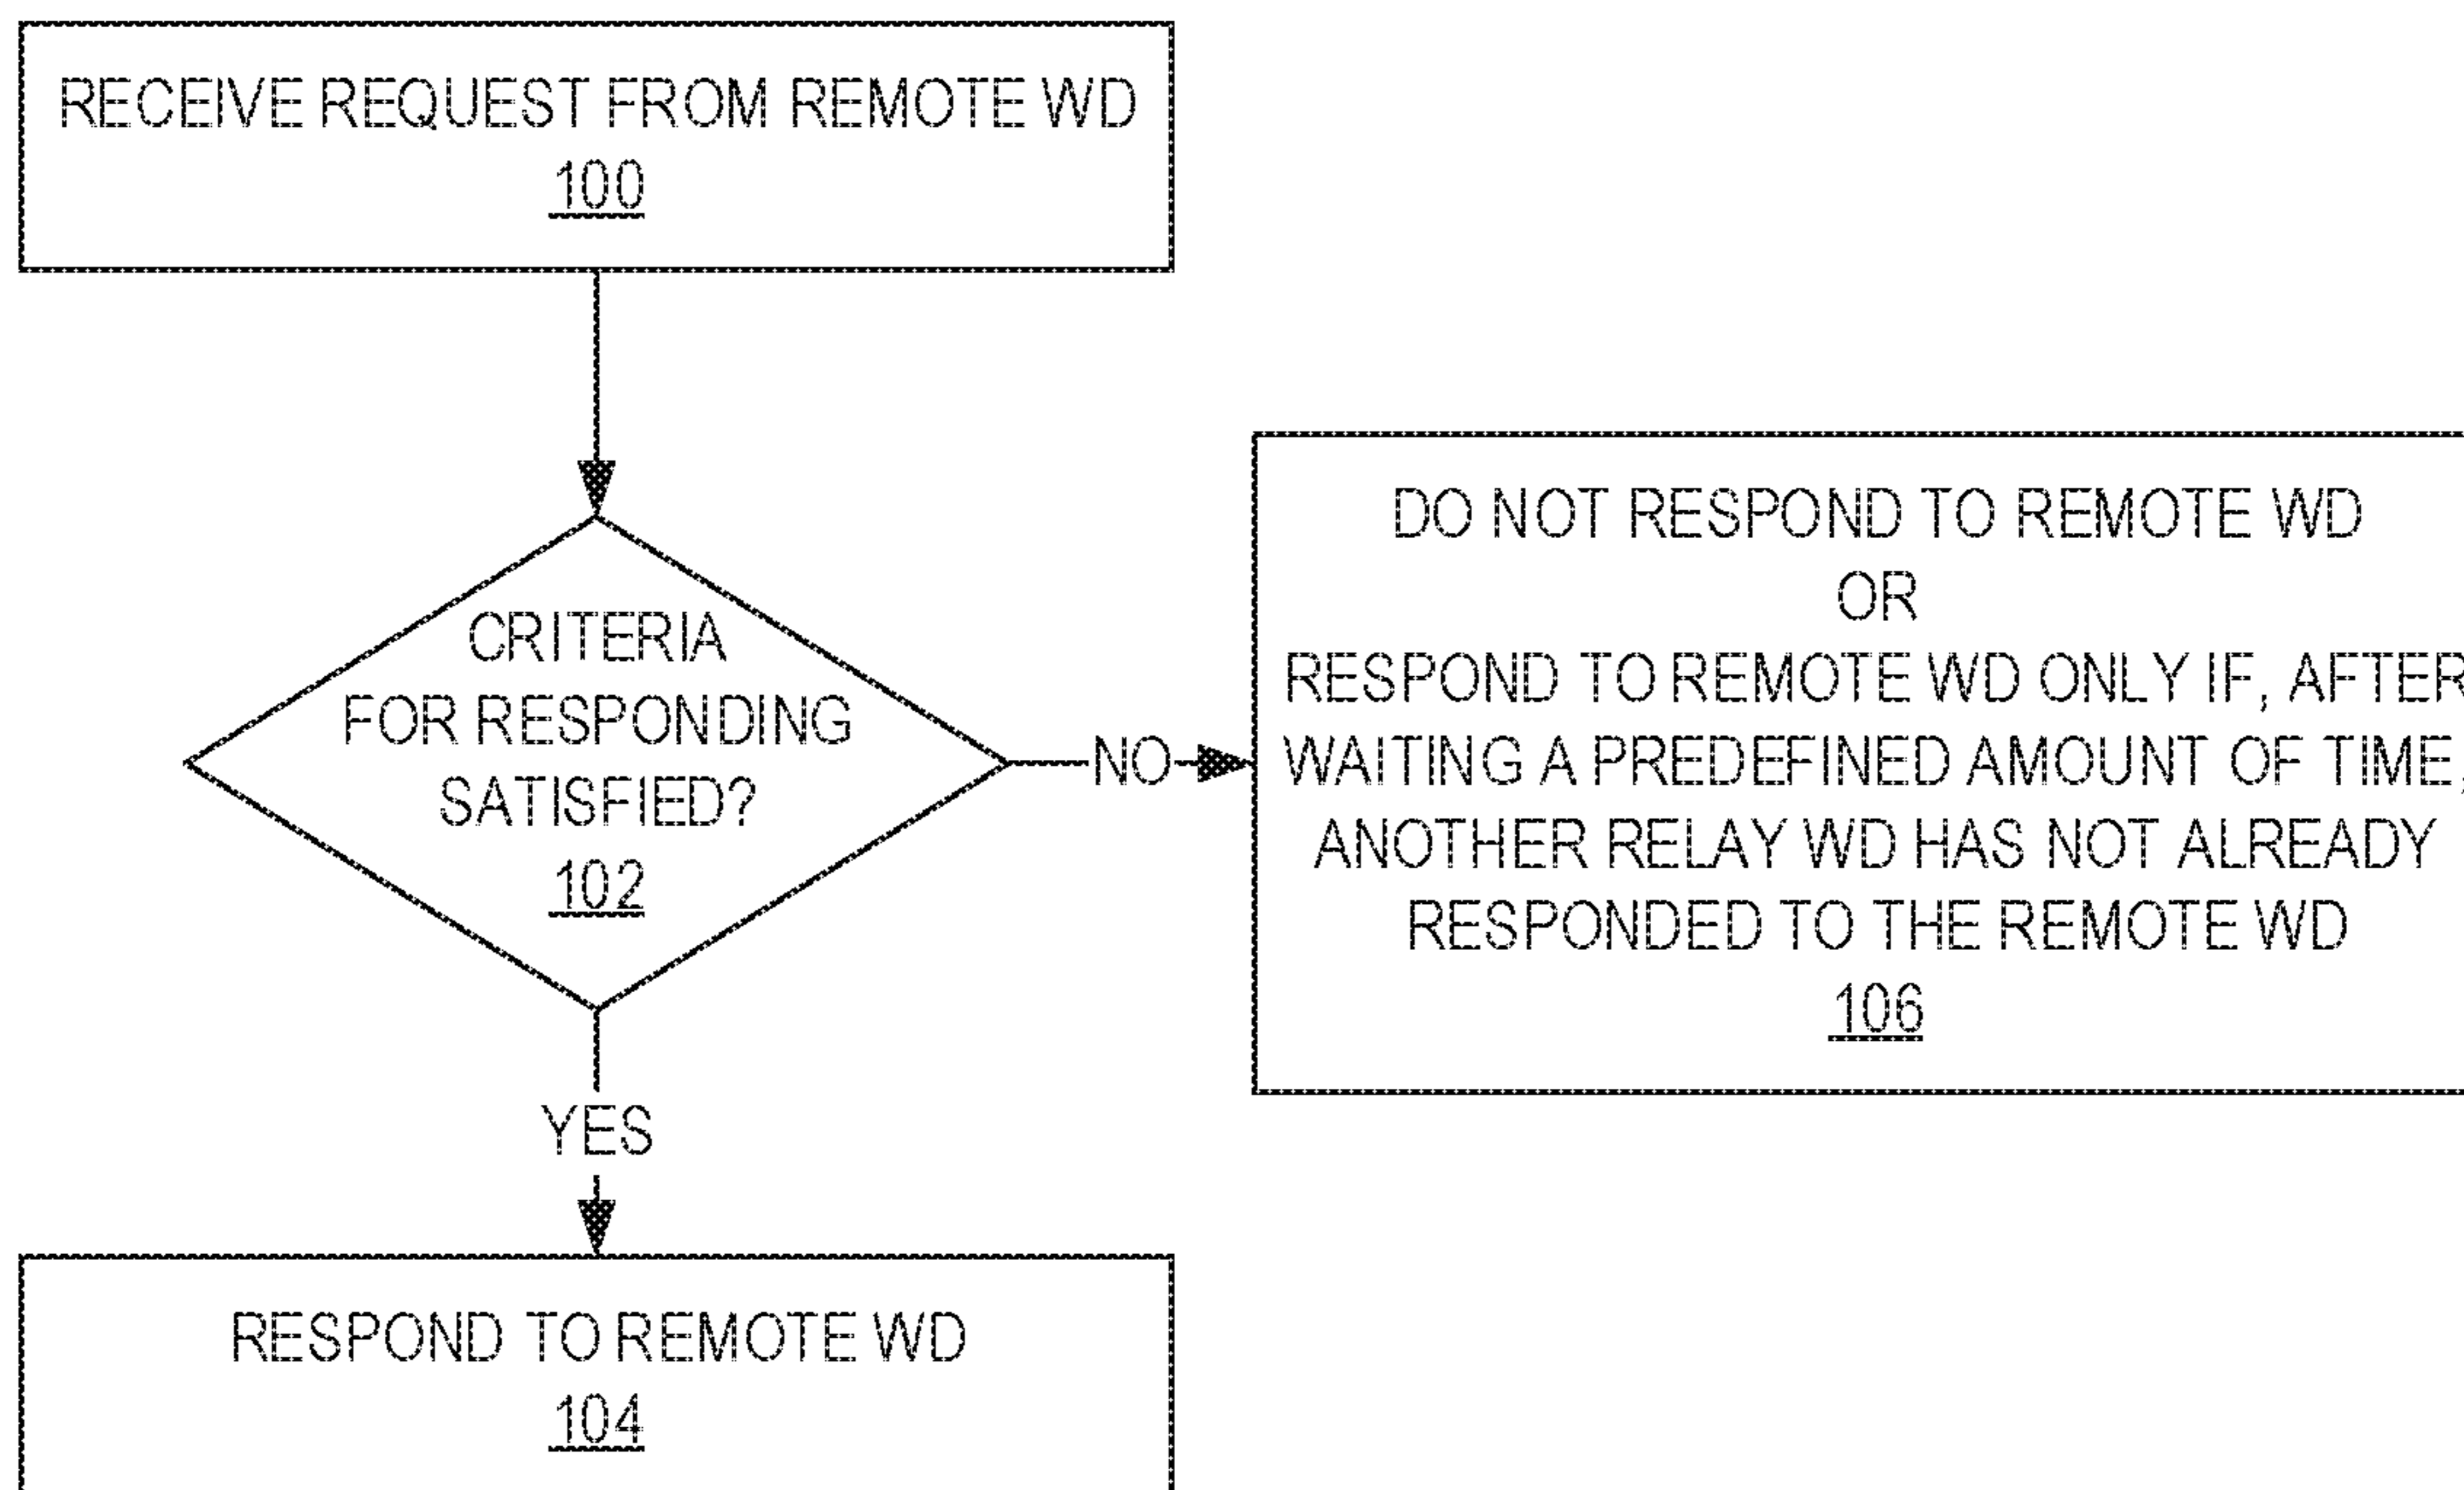 RECEIVE REQUEST FROM REMOTE WD
100
CRITERIA
FOR RESPONDING
SATISFIED?
102
NO
DO NOT RESPOND TO REMOTE WD
OR
RESPOND TO REMOTE WD ONLY IF, AFTER
WAITING A PREDEFINED AMOUNT OF TIME,
ANOTHER RELAY WD HAS NOT ALREADY
RESPONDED TO THE REMOTE WD
106
YES
RESPOND TO REMOTE WD
104